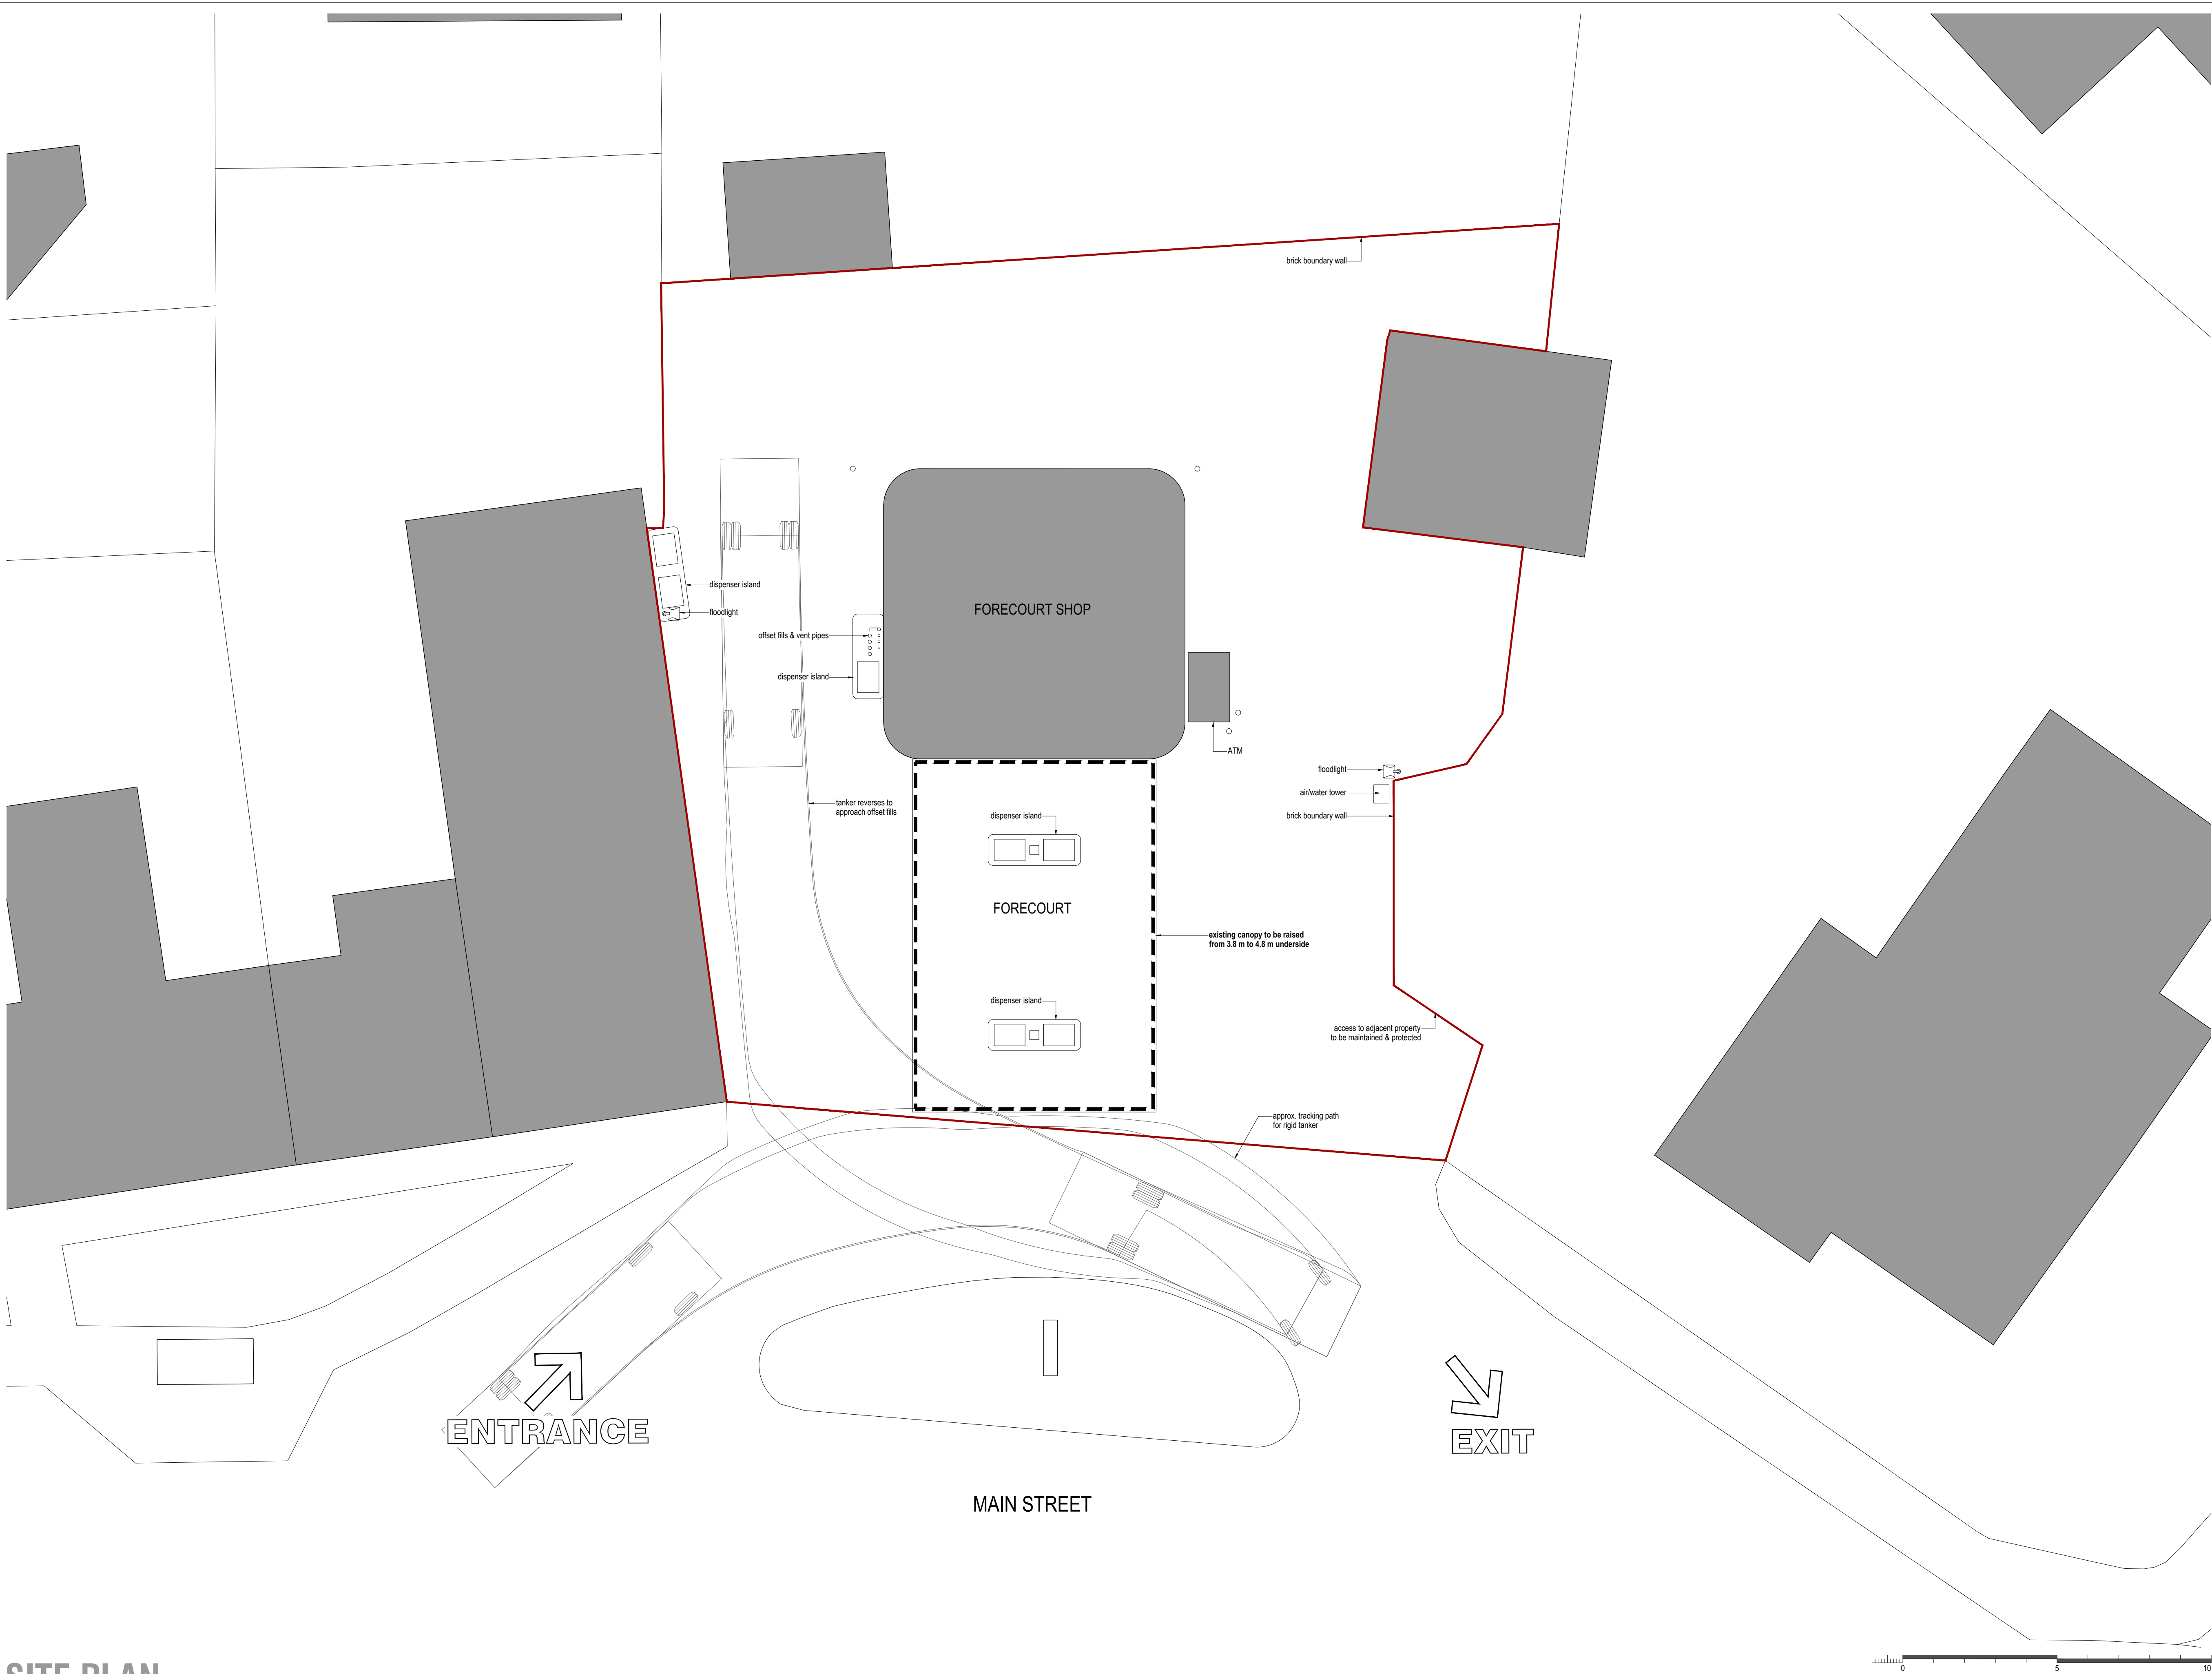 brick boundary wall
dispenser island
floodlight
FORECOURT SHOP
offset fills & vent pipes
dispenser island
ATM
floodlight
air/water tower
brick boundary wall
tanker reverses to
approach offset fills
dispenser island
FORECOURT
existing canopy to be raised
from 3.8 m to 4.8 m underside
dispenser island
access to adjacent property
to be maintained & protected
approx. tracking path
for rigid tanker
ENTRANCE
EXIT
MAIN STREET
SITE PLAN
0 5 10